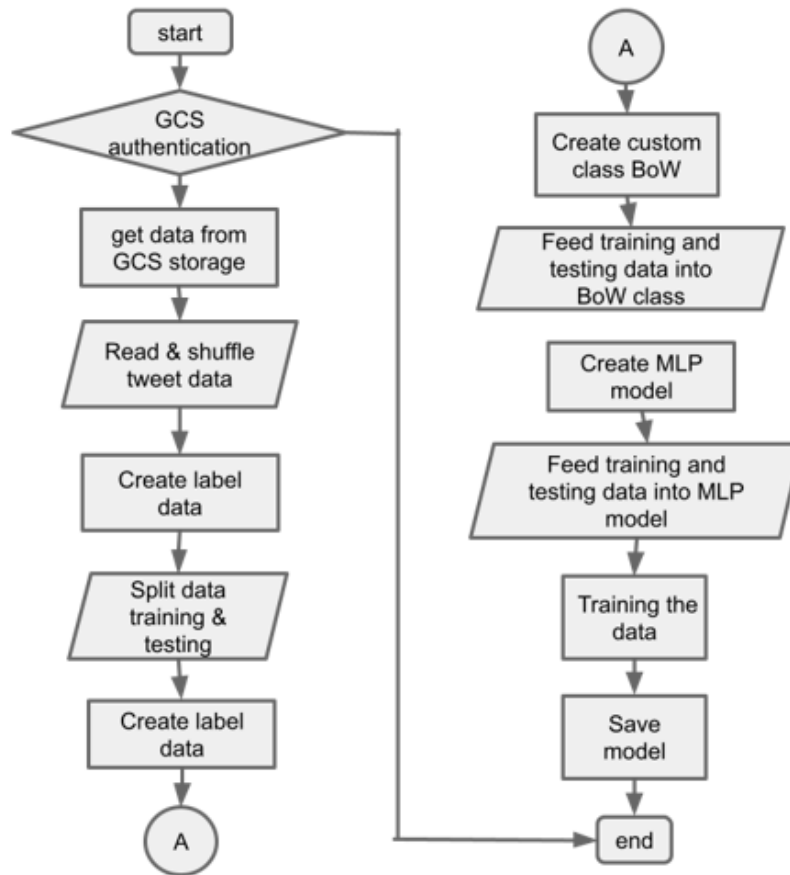 start
GCS
authentication
get data from
GCS storage
Read & shuffle
tweet data
Create label
data
Split data
training &
testing
Create label
data
A
A
Create custom
class BoW
Feed training and
testing data into
BoW class
Create MLP
model
Feed training and
testing data into MLP
model
Training the
data
Save
model
end